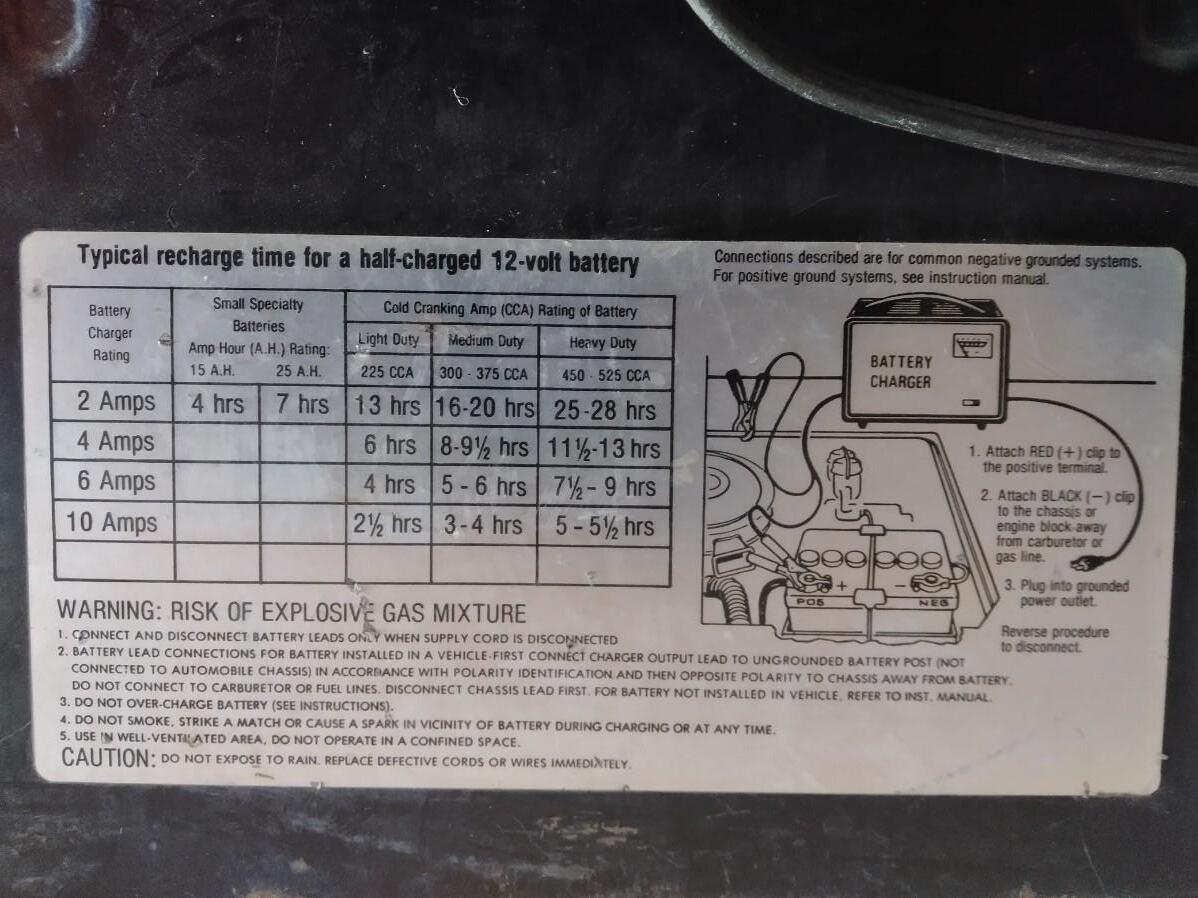 Typical recharge time for a half-charged 12-volt battery
Battery Charger Rating
Small Specialty Batteries
Amp Hour (A.H.) Rating:
15 A.H. 25 A.H.
Cold Cranking Amp (CCA) Rating of Battery
Light Duty Medium Duty Heavy Duty
225 CCA 300 - 375 CCA 450 - 525 CCA
2 Amps 4 hrs 7 hrs 13 hrs 16-20 hrs 25-28 hrs
4 Amps 6 hrs 8-9½ hrs 11½-13 hrs
6 Amps 4 hrs 5 - 6 hrs 7½- 9 hrs
10 Amps 2½ hrs 3-4 hrs 5 - 5½ hrs
Connections described are for common negative grounded systems.
For positive ground systems, see instruction manual.
BATTERY
CHARGER
1. Attach RED (+) clip to
the positive terminal.
2. Attach BLACK (−) clip
to the chassis or
engine block away
from carburetor or
gas line.
3. Plug into grounded
power outlet.
Reverse procedure
to disconnect.
+ −
POS NEG
WARNING: RISK OF EXPLOSIVE GAS MIXTURE
1. CONNECT AND DISCONNECT BATTERY LEADS ONLY WHEN SUPPLY CORD IS DISCONNECTED
2. BATTERY LEAD CONNECTIONS FOR BATTERY INSTALLED IN A VEHICLE-FIRST CONNECT CHARGER OUTPUT LEAD TO UNGROUNDED BATTERY POST (NOT
CONNECTED TO AUTOMOBILE CHASSIS) IN ACCORDANCE WITH POLARITY IDENTIFICATION AND THEN OPPOSITE POLARITY TO CHASSIS AWAY FROM BATTERY.
DO NOT CONNECT TO CARBURETOR OR FUEL LINES. DISCONNECT CHASSIS LEAD FIRST. FOR BATTERY NOT INSTALLED IN VEHICLE, REFER TO INST. MANUAL.
3. DO NOT OVER-CHARGE BATTERY (SEE INSTRUCTIONS).
4. DO NOT SMOKE, STRIKE A MATCH OR CAUSE A SPARK IN VICINITY OF BATTERY DURING CHARGING OR AT ANY TIME.
5. USE IN WELL-VENTILATED AREA, DO NOT OPERATE IN A CONFINED SPACE.
CAUTION: DO NOT EXPOSE TO RAIN. REPLACE DEFECTIVE CORDS OR WIRES IMMEDIATELY.